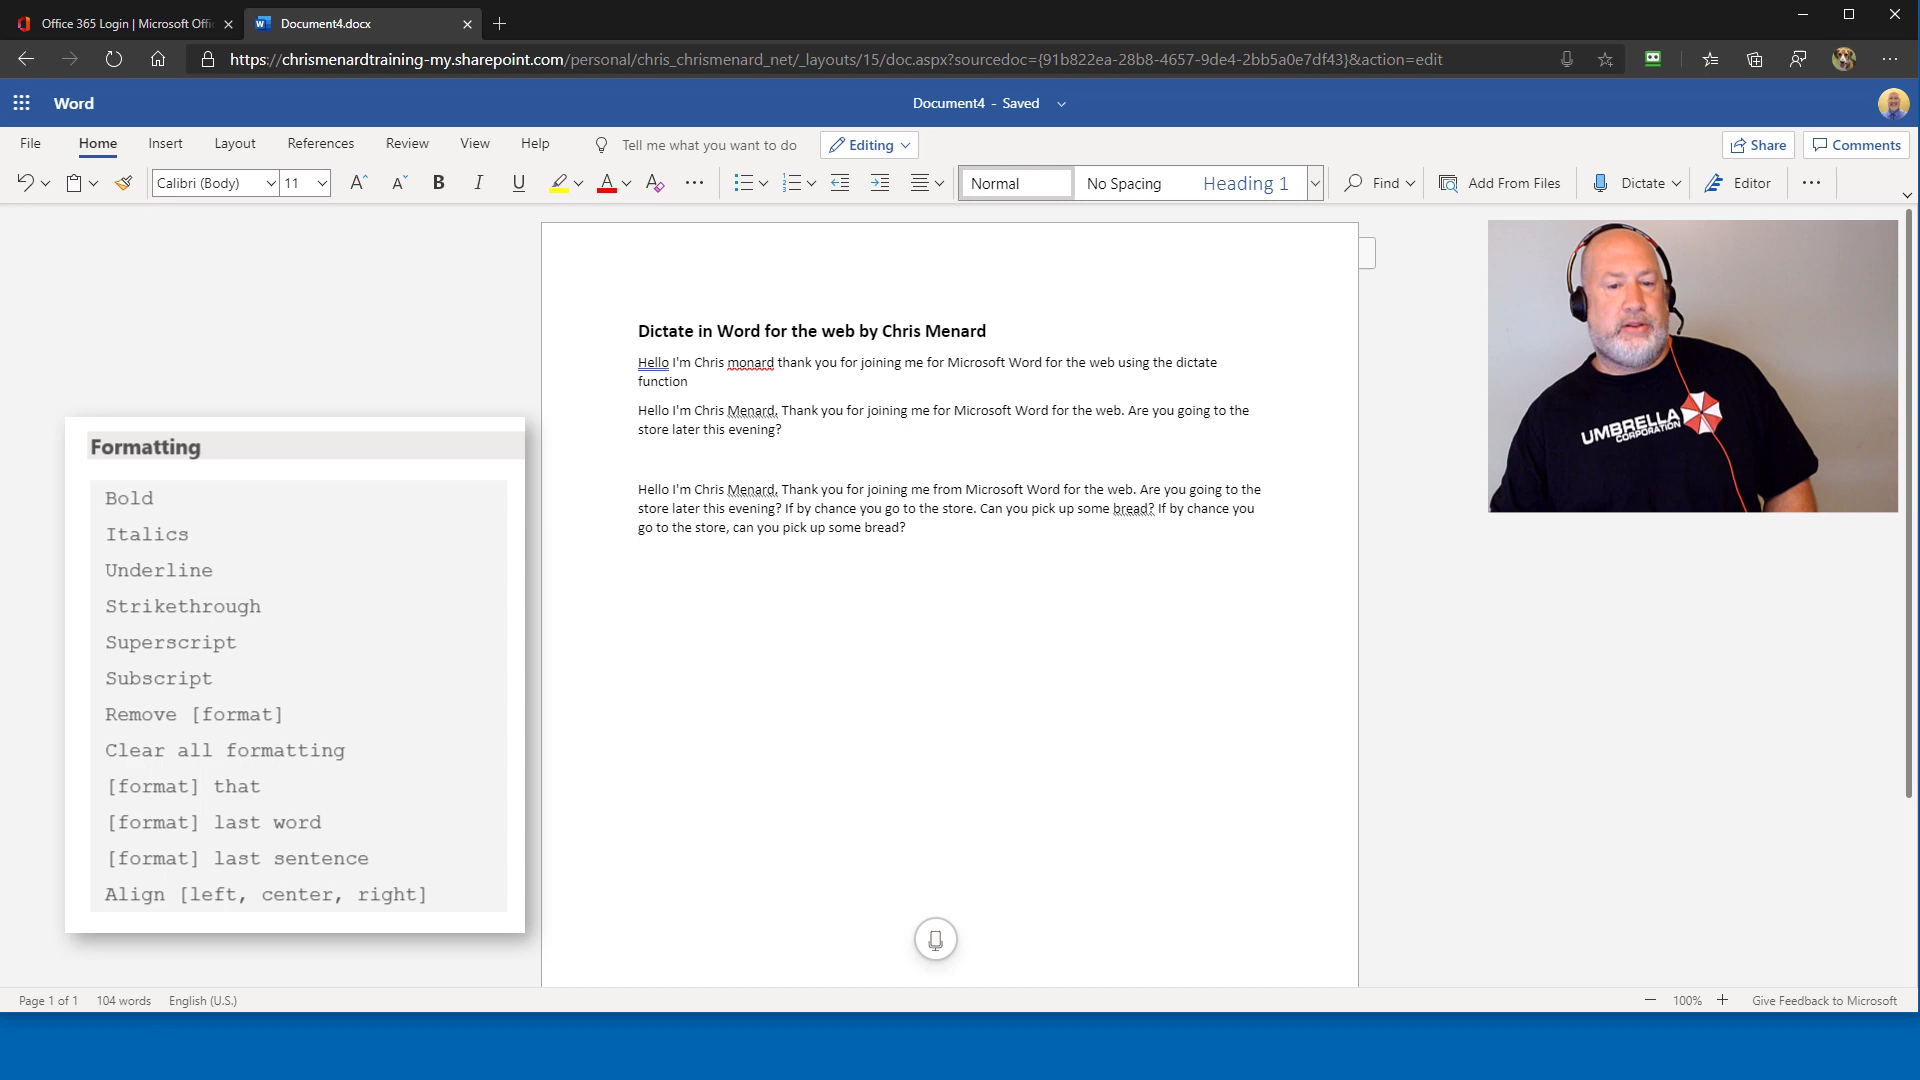 Office 365 Login | Microsoft Offi
Document4.docx
https://chrismenardtraining-my.sharepoint.com/personal/chris_chrismenard_net/_layouts/15/doc.aspx?sourcedoc={91b822ea-28b8-4657-9de4-2bb5a0e7df43}&action=edit
Word
Document4 - Saved
File Home Insert Layout References Review View Help Tell me what you want to do Editing Share Comments
Calibri (Body) 11 B I U Normal No Spacing Heading 1 Find Add From Files Dictate Editor
Dictate in Word for the web by Chris Menard
Hello I'm Chris monard thank you for joining me for Microsoft Word for the web using the dictate
function
Hello I'm Chris Menard, Thank you for joining me for Microsoft Word for the web. Are you going to the
store later this evening?
Hello I'm Chris Menard, Thank you for joining me from Microsoft Word for the web. Are you going to the
store later this evening? If by chance you go to the store. Can you pick up some bread? If by chance you
go to the store, can you pick up some bread?
Formatting
Bold
Italics
Underline
Strikethrough
Superscript
Subscript
Remove [format]
Clear all formatting
[format] that
[format] last word
[format] last sentence
Align [left, center, right]
UMBRELLA
CORPORATION
Page 1 of 1 104 words English (U.S.) 100% Give Feedback to Microsoft